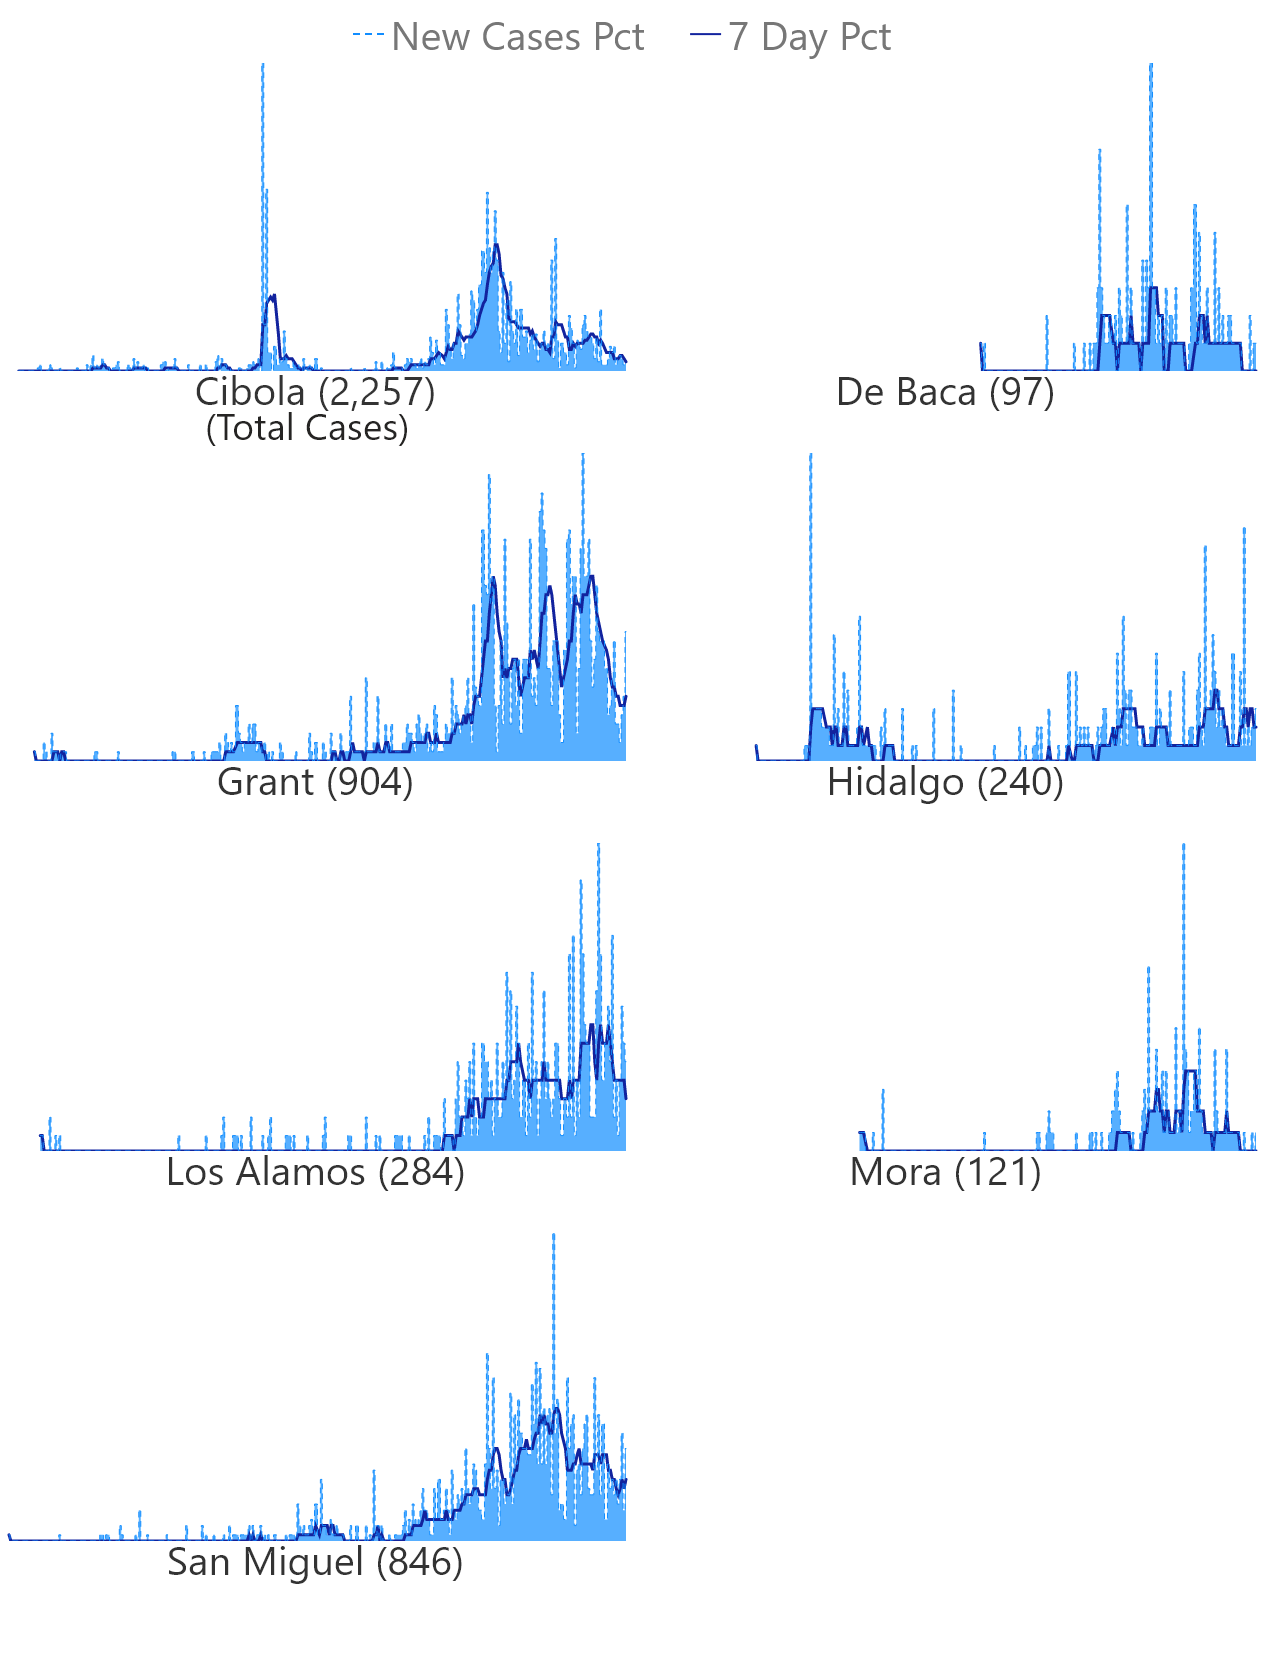 New Cases Pct 7 Day Pct
Cibola (2,257)
(Total Cases)
De Baca (97)
Grant (904)
Hidalgo (240)
Los Alamos (284)
Mora (121)
San Miguel (846)